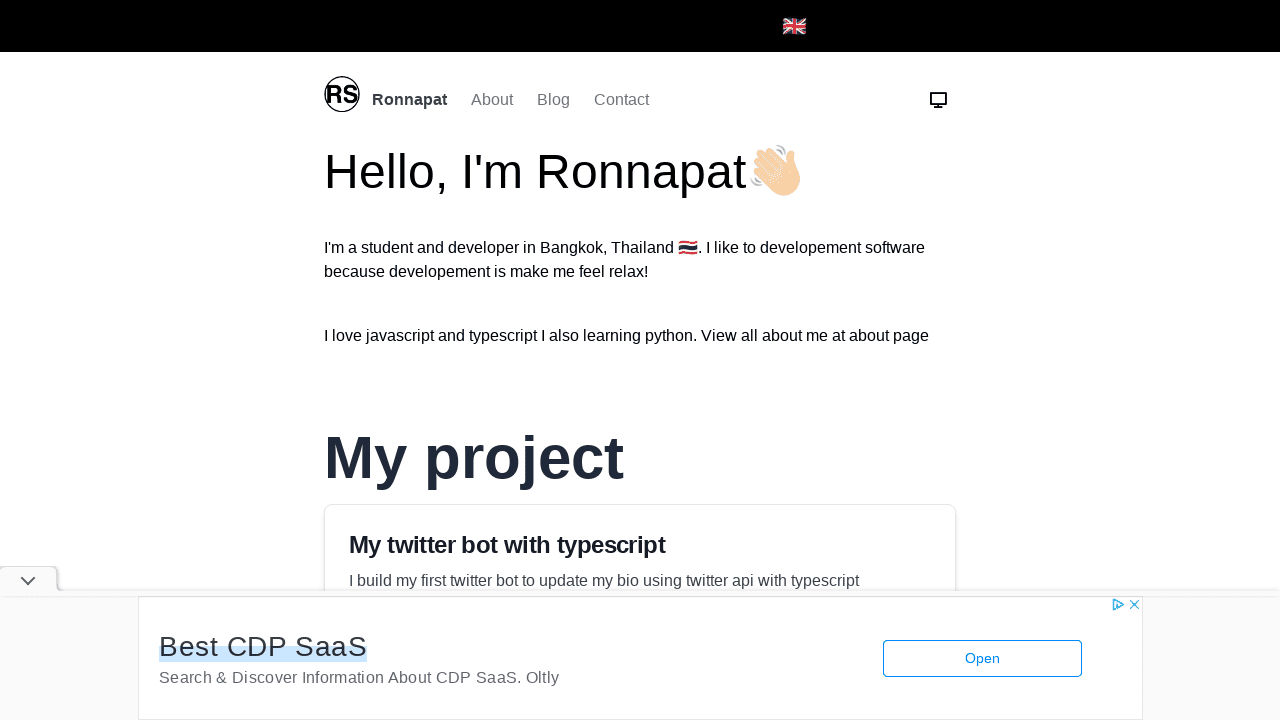 RS Ronnapat About Blog Contact
Hello, I'm Ronnapat👋🏻
I'm a student and developer in Bangkok, Thailand 🇹🇭. I like to developement software
because developement is make me feel relax!
I love javascript and typescript I also learning python. View all about me at about page
My project
My twitter bot with typescript
I build my first twitter bot to update my bio using twitter api with typescript
Best CDP SaaS
Search & Discover Information About CDP SaaS. Oltly
Open